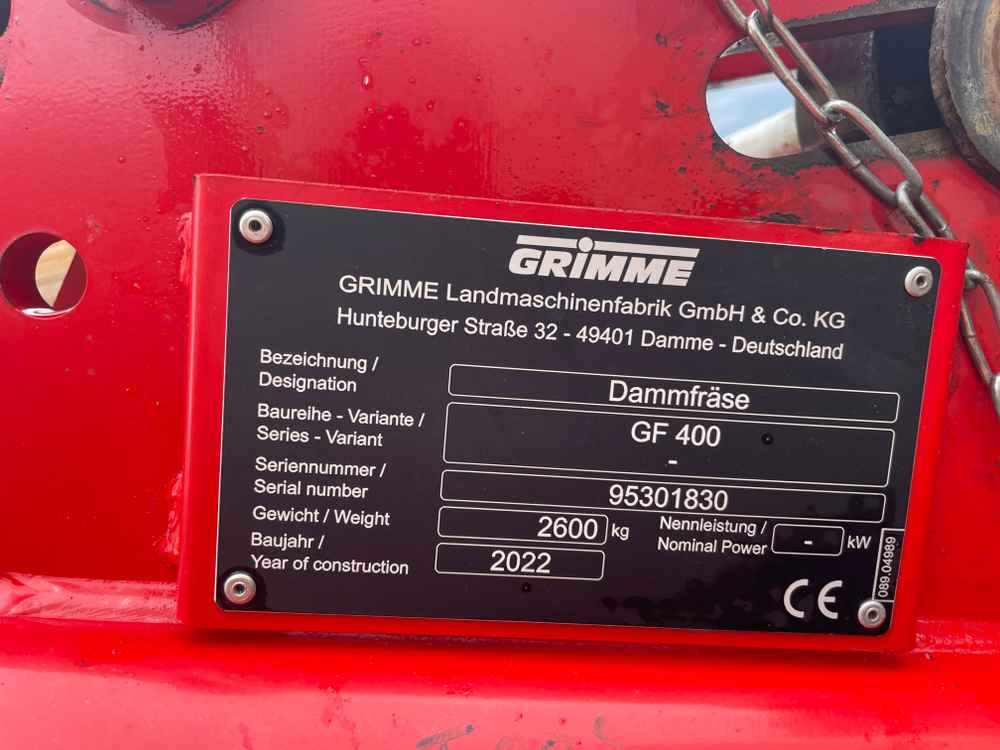 GRIMME
GRIMME Landmaschinenfabrik GmbH & Co. KG
Hunteburger Straße 32 - 49401 Damme - Deutschland
Bezeichnung /
Designation
Dammfräse
Baureihe - Variante /
Series - Variant
GF 400
-
Seriennummer /
Serial number
95301830
Gewicht / Weight
2600 kg
Nennleistung /
Nominal Power
- kW
Baujahr /
Year of construction
2022
CE
089.04989